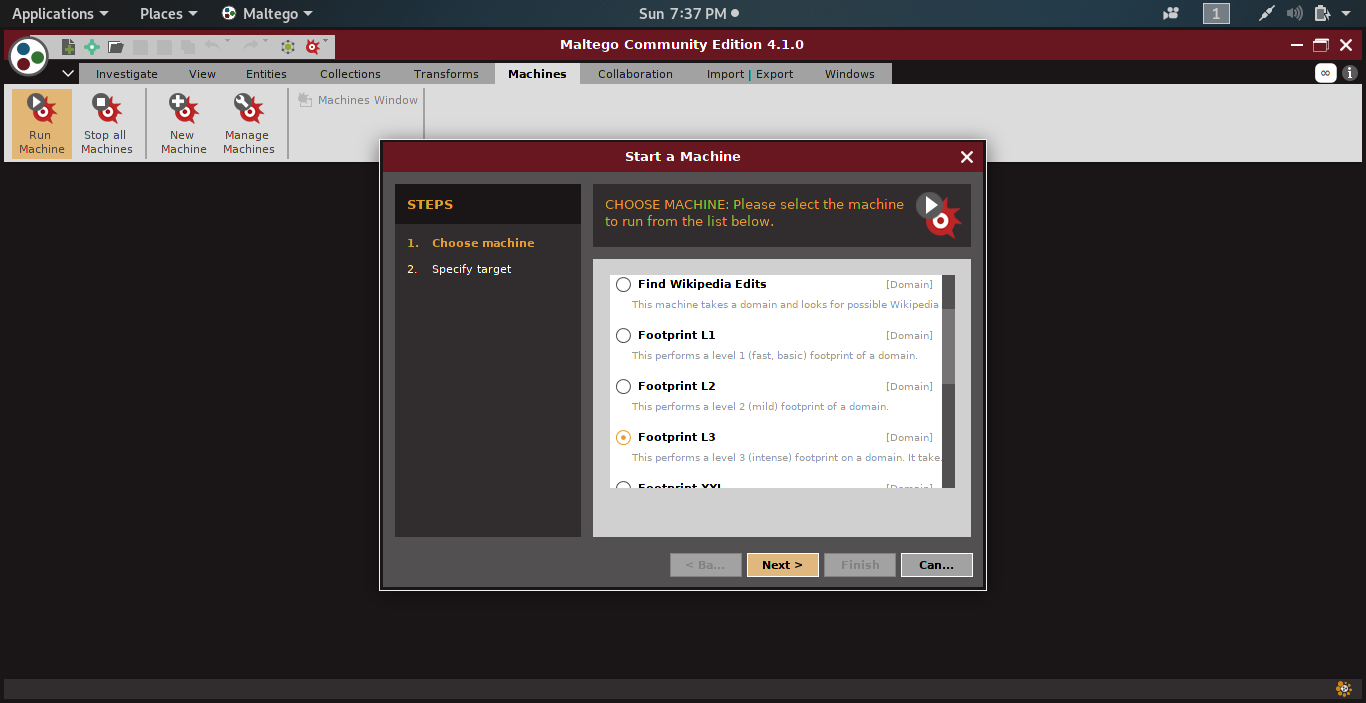 Applications Places Maltego Sun 7:37 PM 1
Maltego Community Edition 4.1.0
Investigate View Entities Collections Transforms Machines Collaboration Import | Export Windows
Run Machine
Stop all Machines
New Machine
Manage Machines
Machines Window
Start a Machine
STEPS
1. Choose machine
2. Specify target
CHOOSE MACHINE: Please select the machine
to run from the list below.
Find Wikipedia Edits [Domain]
This machine takes a domain and looks for possible Wikipedia
Footprint L1 [Domain]
This performs a level 1 (fast, basic) footprint of a domain.
Footprint L2 [Domain]
This performs a level 2 (mild) footprint of a domain.
Footprint L3 [Domain]
This performs a level 3 (intense) footprint on a domain. It take.
Footprint XXL [Domain]
< Ba... Next > Finish Can...